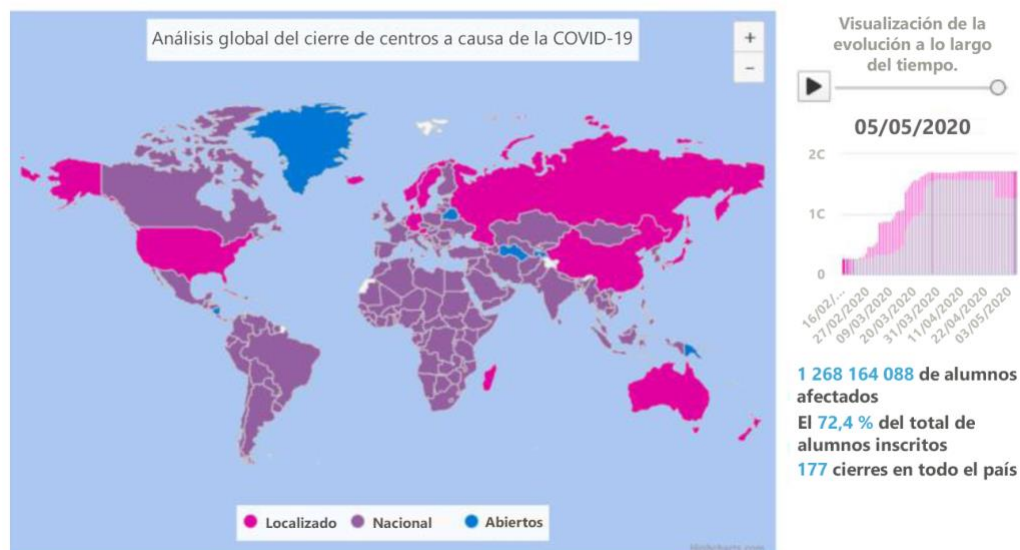 Análisis global del cierre de centros a causa de la COVID-19
+
−
Localizado
Nacional
Abiertos
Visualización de la
evolución a lo largo
del tiempo.
05/05/2020
2C
1C
0
16/02/...
27/02/2020
09/03/2020
20/03/2020
31/03/2020
11/04/2020
22/04/2020
03/05/2020
1 268 164 088 de alumnos
afectados
El 72,4 % del total de
alumnos inscritos
177 cierres en todo el país